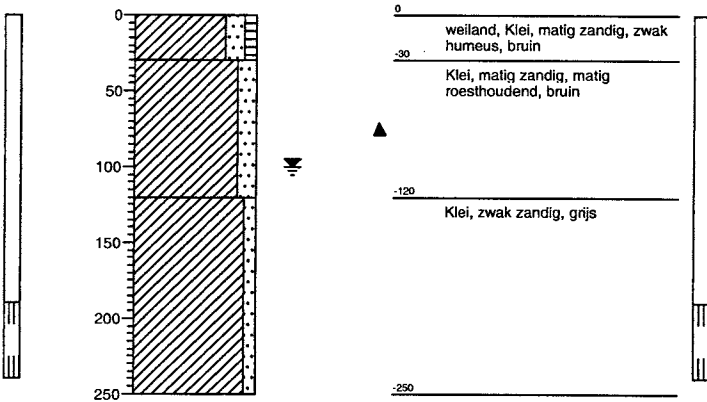 0
50
100
150
200
250
0
weiland, Klei, matig zandig, zwak
humeus, bruin
-30
Klei, matig zandig, matig
roesthoudend, bruin
-120
Klei, zwak zandig, grijs
-250